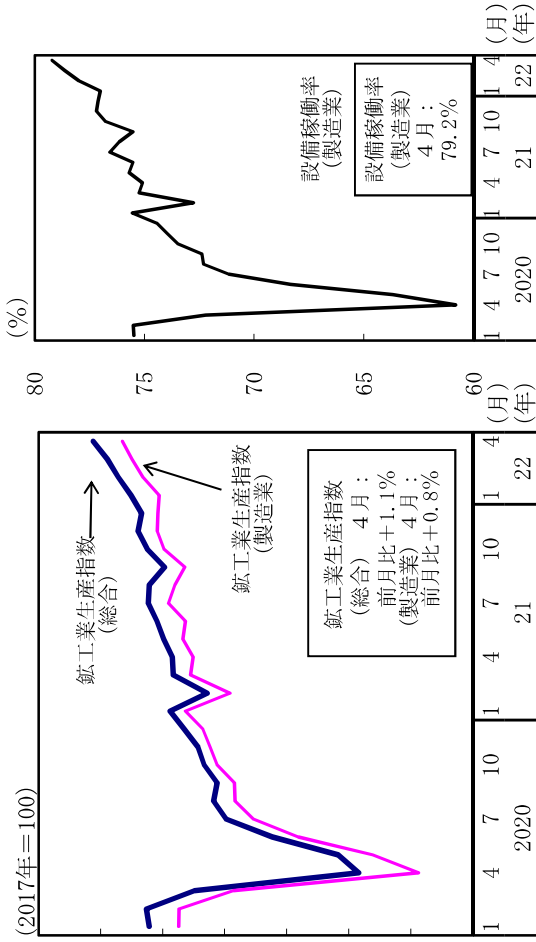 (2017年=100)
鉱工業生産指数
(総合)
鉱工業生産指数
(製造業)
鉱工業生産指数
(総合) 4月:
前月比+1.1%
(製造業) 4月:
前月比+0.8%
1 4 7 10 1 4 7 10 1 4 (月)
2020 21 22 (年)
(%)
80
75
70
65
60
設備稼働率
(製造業)
設備稼働率
(製造業)
4月:
79.2%
1 4 7 10 1 4 7 10 1 4 (月)
2020 21 22 (年)